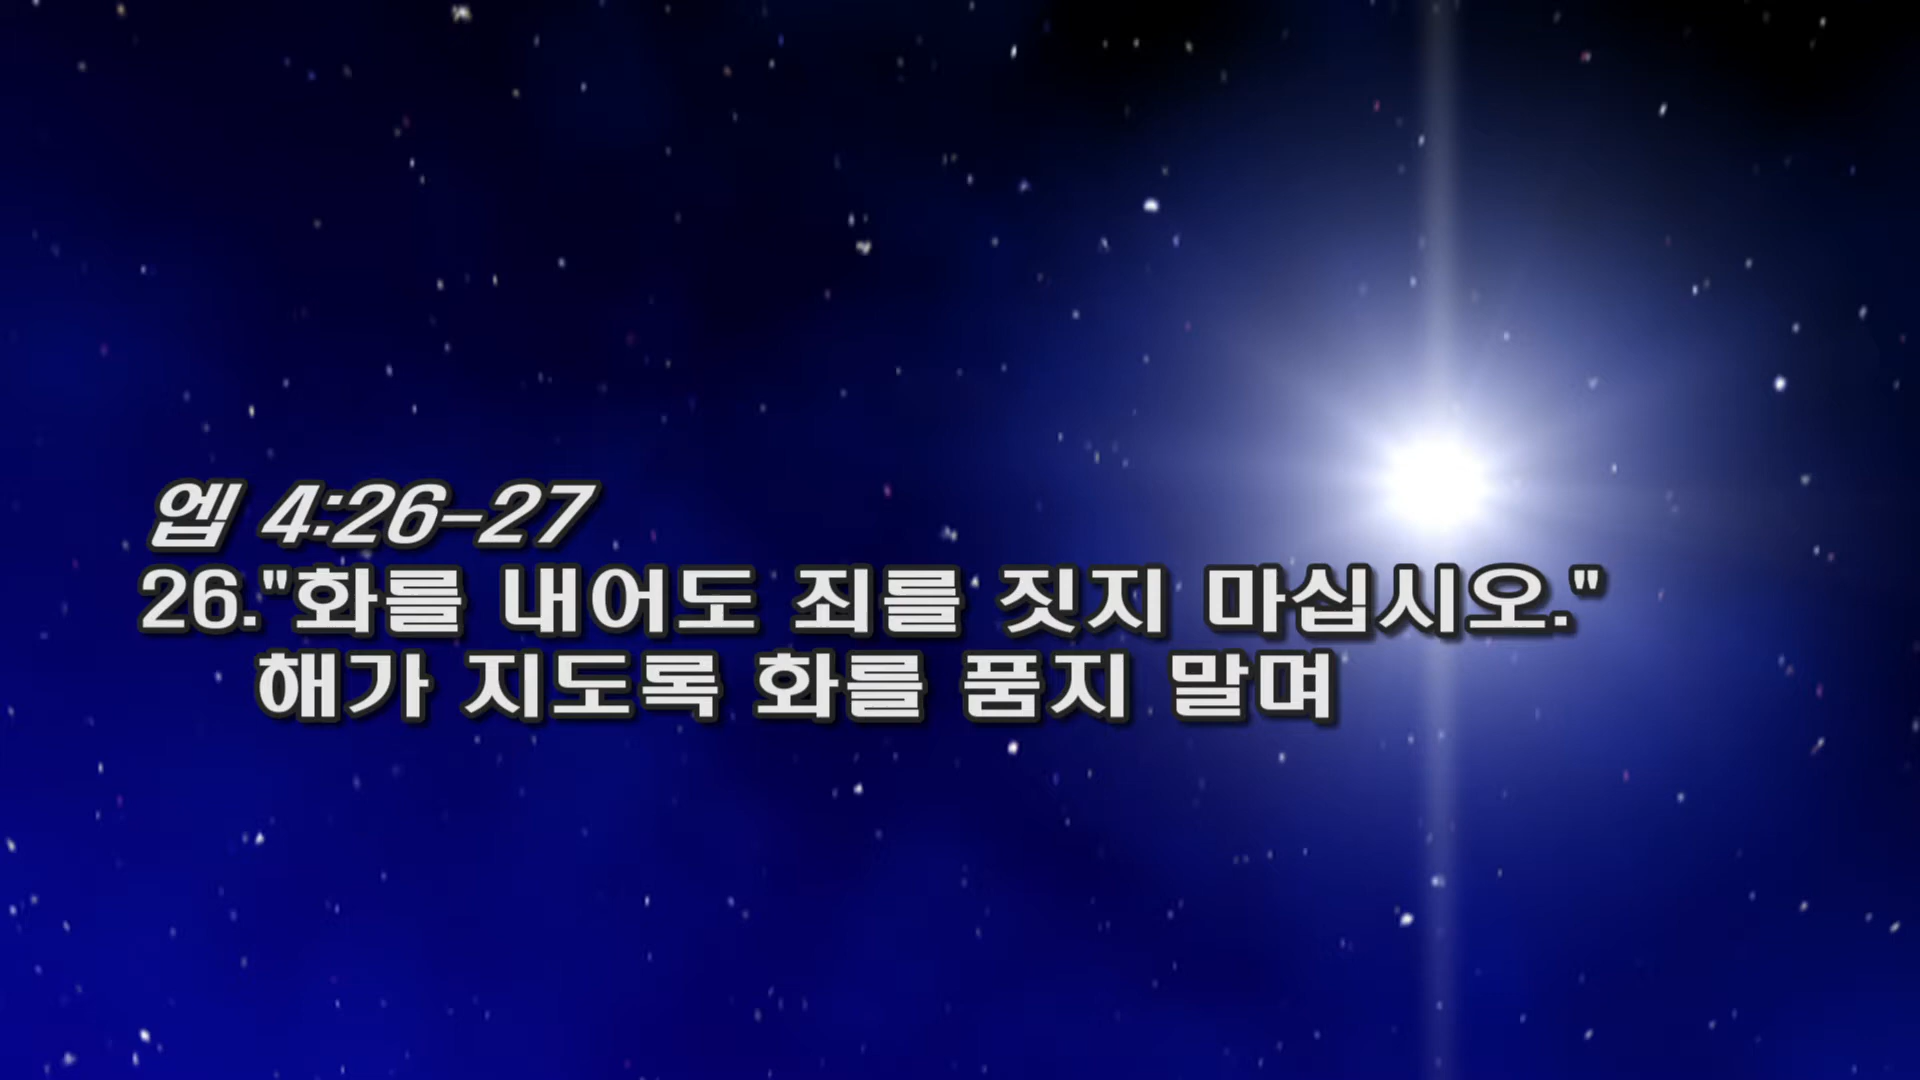 엡 4:26-27
26."화를 내어도 죄를 짓지 마십시오."
해가 지도록 화를 품지 말며